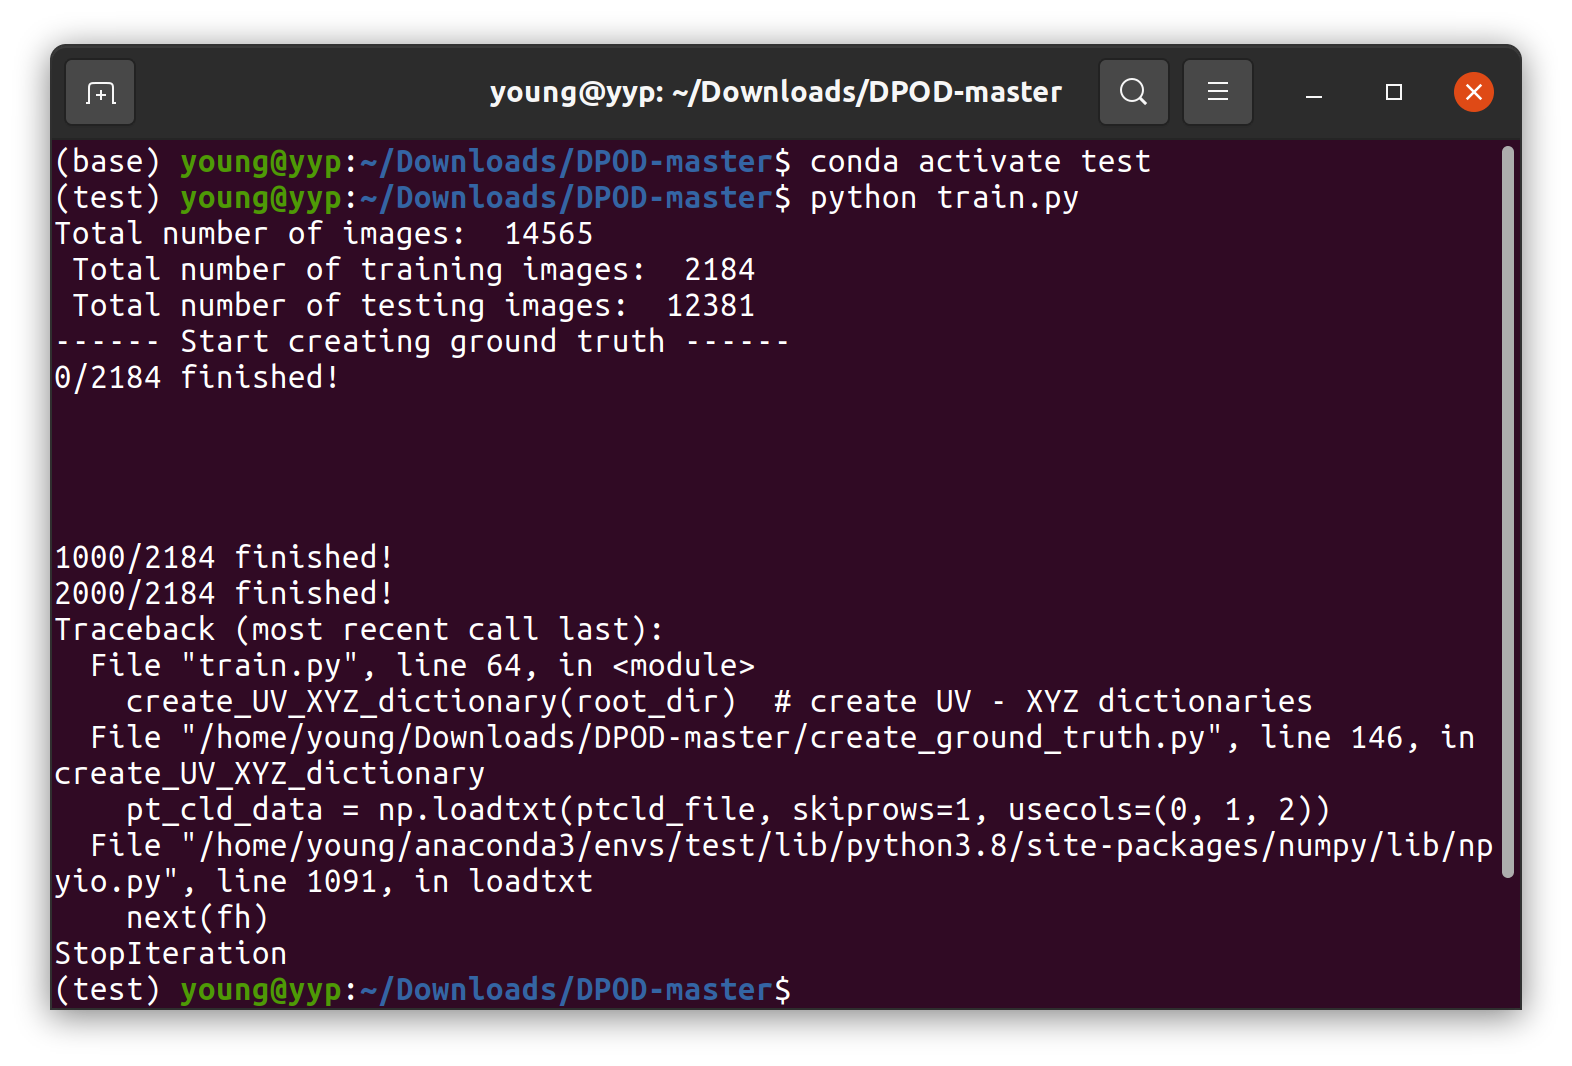 young@yyp: ~/Downloads/DPOD-master
(base) young@yyp:~/Downloads/DPOD-master$ conda activate test
(test) young@yyp:~/Downloads/DPOD-master$ python train.py
Total number of images:  14565
 Total number of training images:  2184
 Total number of testing images:  12381
------ Start creating ground truth ------
0/2184 finished!
1000/2184 finished!
2000/2184 finished!
Traceback (most recent call last):
  File "train.py", line 64, in <module>
    create_UV_XYZ_dictionary(root_dir)  # create UV - XYZ dictionaries
  File "/home/young/Downloads/DPOD-master/create_ground_truth.py", line 146, in
create_UV_XYZ_dictionary
    pt_cld_data = np.loadtxt(ptcld_file, skiprows=1, usecols=(0, 1, 2))
  File "/home/young/anaconda3/envs/test/lib/python3.8/site-packages/numpy/lib/np
yio.py", line 1091, in loadtxt
    next(fh)
StopIteration
(test) young@yyp:~/Downloads/DPOD-master$